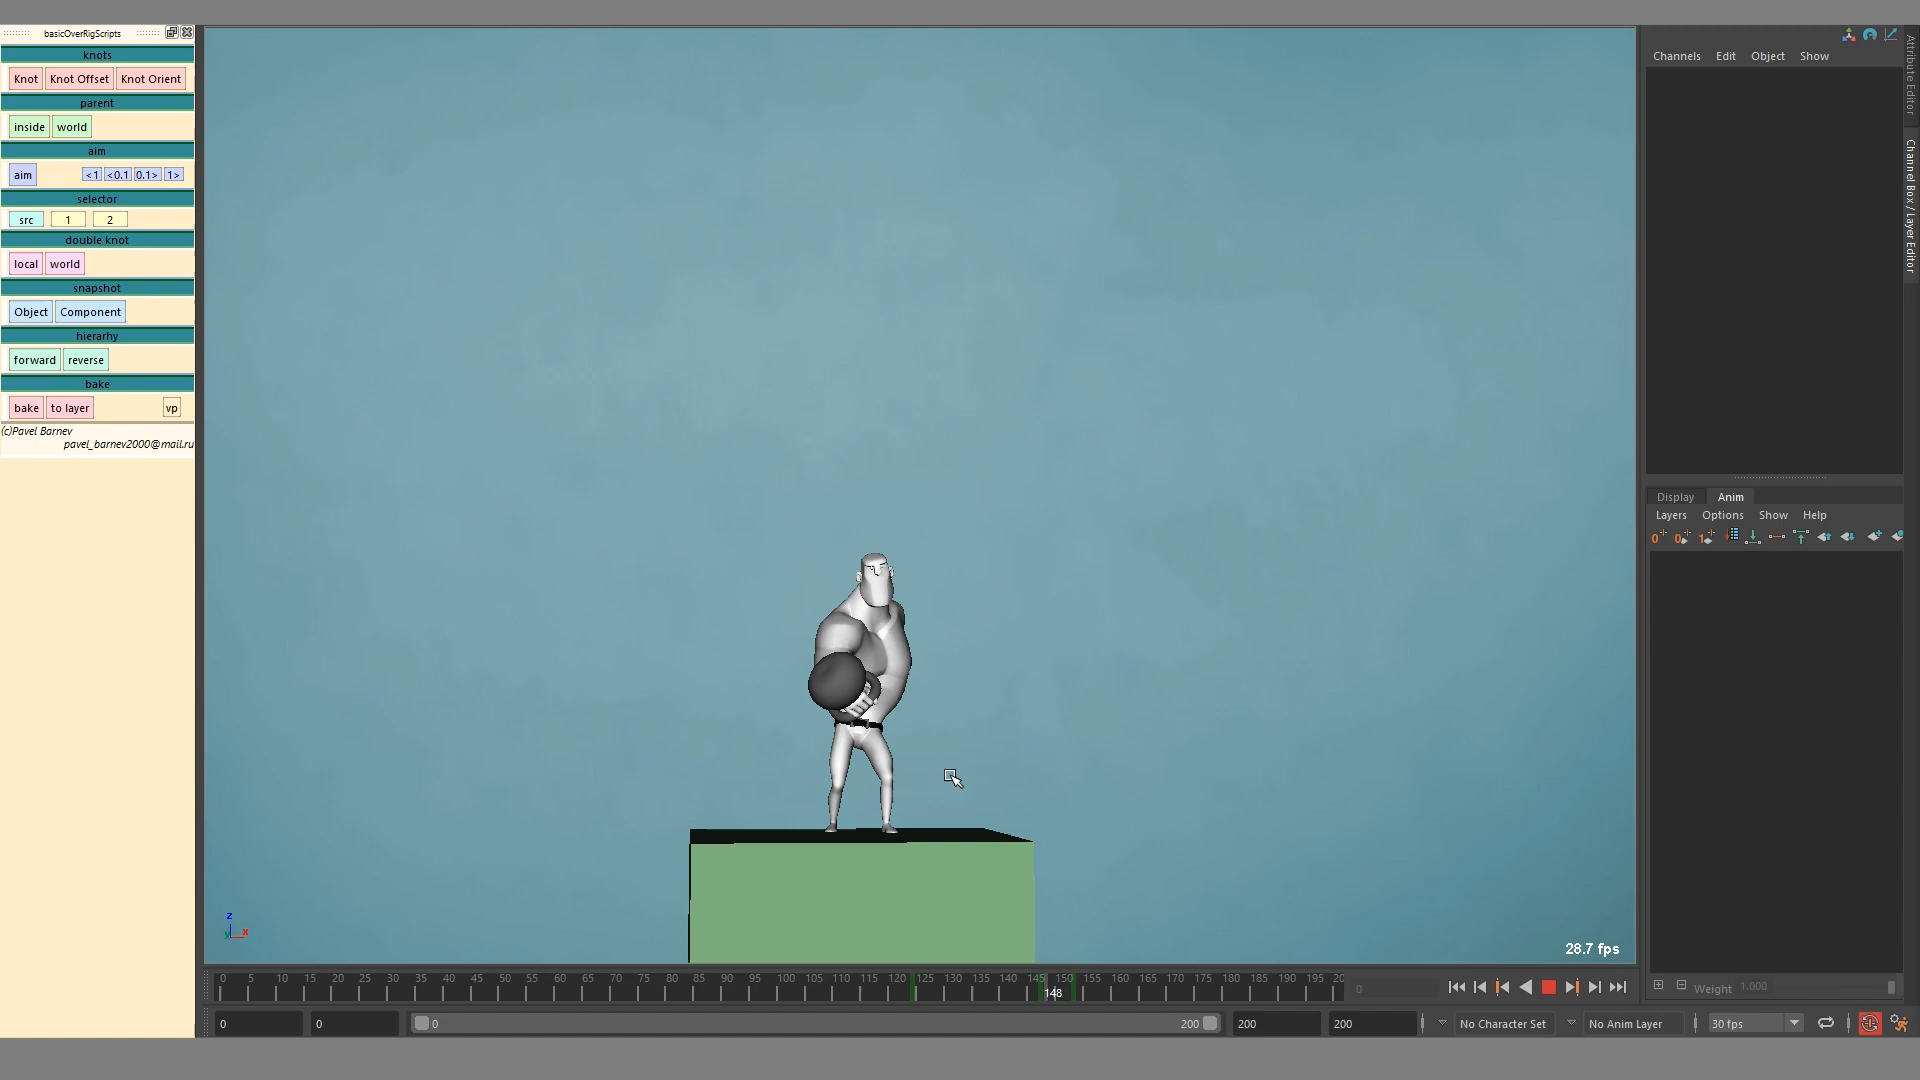 basicOverRigScripts
knots
Knot Knot Offset Knot Orient
parent
inside world
aim
aim <1 <0.1 0.1> 1>
selector
src 1 2
double knot
local world
snapshot
Object Component
hierarhy
forward reverse
bake
bake to layer vp
(c)Pavel Barnev
pavel_barnev2000@mail.ru
z
y x
28.7 fps
0 5 10 15 20 25 30 35 40 45 50 55 60 65 70 75 80 85 90 95 100 105 110 115 120 125 130 135 140 145 150 155 160 165 170 175 180 185 190 195 20
148
0
0 0 0 200 200 200 No Character Set No Anim Layer 30 fps
Channels Edit Object Show
Attribute Editor
Channel Box / Layer Editor
Display Anim
Layers Options Show Help
0 0 1
Weight 1.000